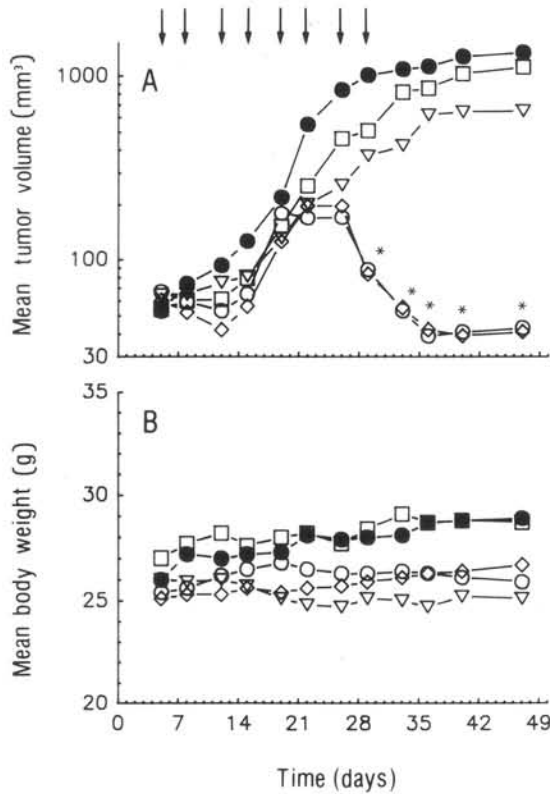 A
Mean tumor volume (mm³)
1000
100
30
*
*
*
*
*
B
Mean body weight (g)
35
30
25
20
0 7 14 21 28 35 42 49
Time (days)